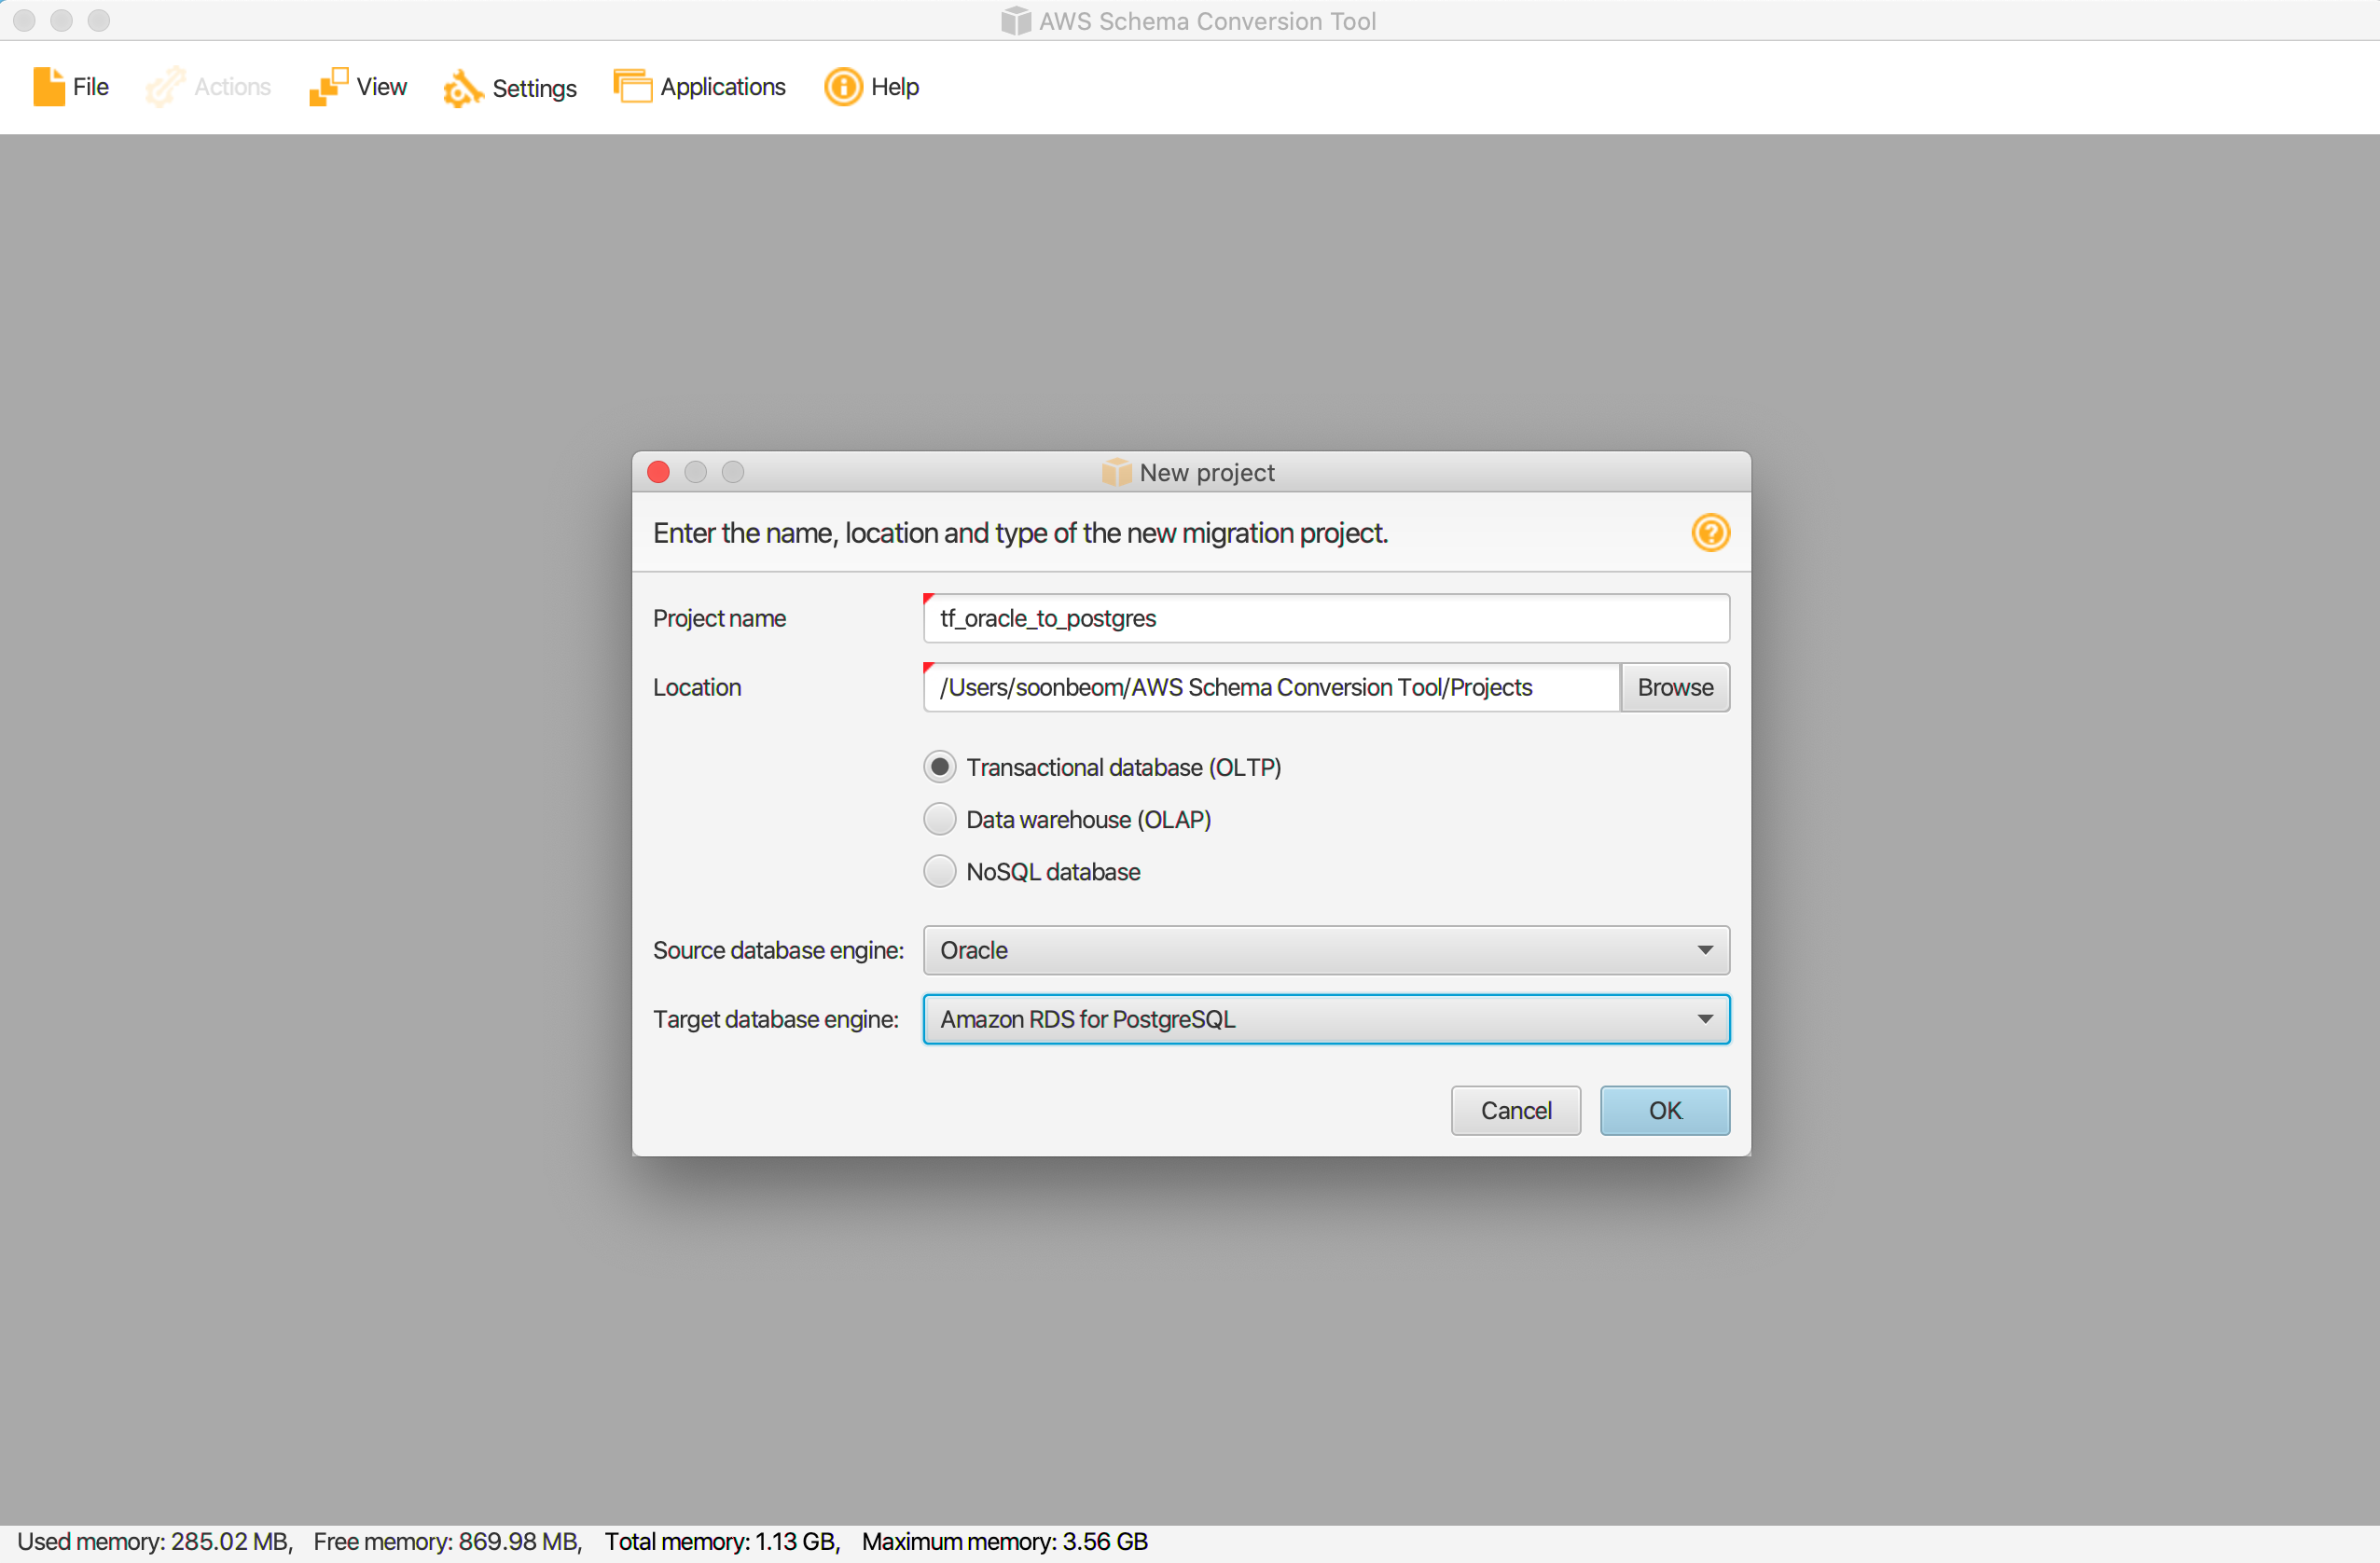 AWS Schema Conversion Tool
File Actions View Settings Applications Help
New project
Enter the name, location and type of the new migration project.
Project name tf_oracle_to_postgres
Location /Users/soonbeom/AWS Schema Conversion Tool/Projects Browse
Transactional database (OLTP)
Data warehouse (OLAP)
NoSQL database
Source database engine: Oracle
Target database engine: Amazon RDS for PostgreSQL
Cancel OK
Used memory: 285.02 MB, Free memory: 869.98 MB, Total memory: 1.13 GB, Maximum memory: 3.56 GB